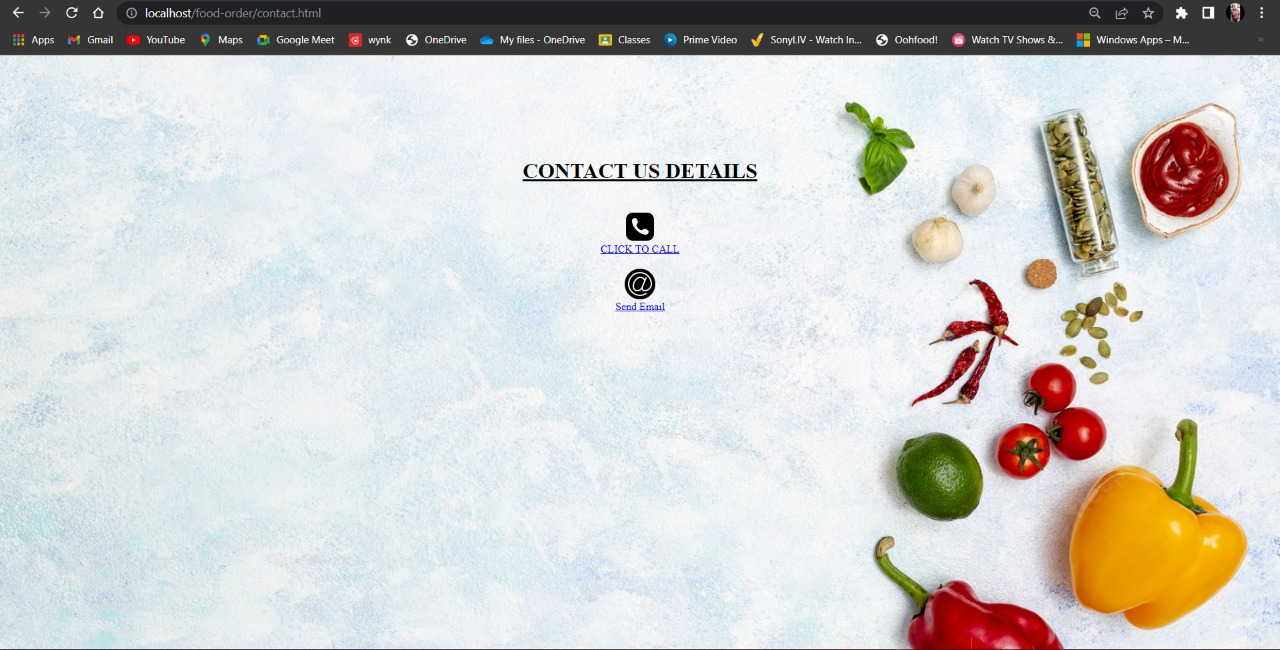 localhost/food-order/contact.html
Apps Gmail YouTube Maps Google Meet wynk OneDrive My files - OneDrive Classes Prime Video SonyLIV - Watch In... Oohfood! Watch TV Shows &... Windows Apps – M... »
CONTACT US DETAILS
CLICK TO CALL
@
Send Email